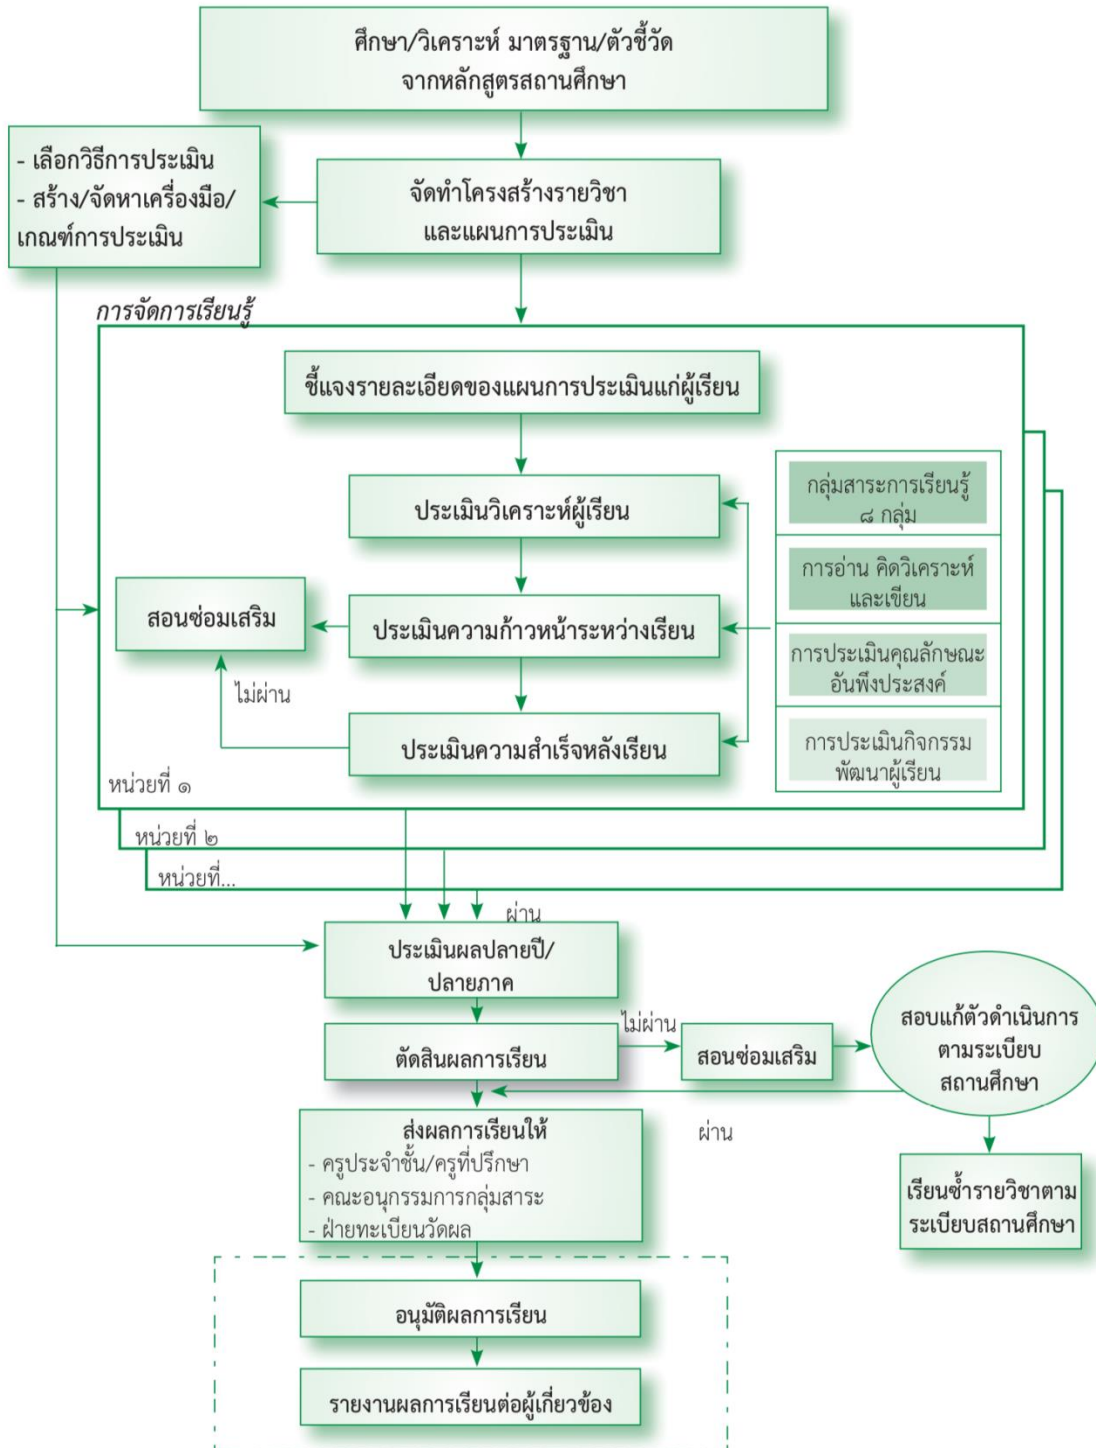 ศึกษา/วิเคราะห์ มาตรฐาน/ตัวชี้วัด
จากหลักสูตรสถานศึกษา
- เลือกวิธีการประเมิน
- สร้าง/จัดหาเครื่องมือ/
เกณฑ์การประเมิน
จัดทำโครงสร้างรายวิชา
และแผนการประเมิน
การจัดการเรียนรู้
ชี้แจงรายละเอียดของแผนการประเมินแก่ผู้เรียน
ประเมินวิเคราะห์ผู้เรียน
กลุ่มสาระการเรียนรู้
๘ กลุ่ม
การอ่าน คิดวิเคราะห์
และเขียน
สอนซ่อมเสริม
ประเมินความก้าวหน้าระหว่างเรียน
การประเมินคุณลักษณะ
อันพึงประสงค์
ไม่ผ่าน
ประเมินความสำเร็จหลังเรียน
การประเมินกิจกรรม
พัฒนาผู้เรียน
หน่วยที่ ๑
หน่วยที่ ๒
หน่วยที่...
ผ่าน
ประเมินผลปลายปี/
ปลายภาค
ไม่ผ่าน
ตัดสินผลการเรียน
สอนซ่อมเสริม
สอบแก้ตัวดำเนินการ
ตามระเบียบ
สถานศึกษา
ผ่าน
ส่งผลการเรียนให้
- ครูประจำชั้น/ครูที่ปรึกษา
- คณะอนุกรรมการกลุ่มสาระ
- ฝ่ายทะเบียนวัดผล
เรียนซ้ำรายวิชาตาม
ระเบียบสถานศึกษา
อนุมัติผลการเรียน
รายงานผลการเรียนต่อผู้เกี่ยวข้อง